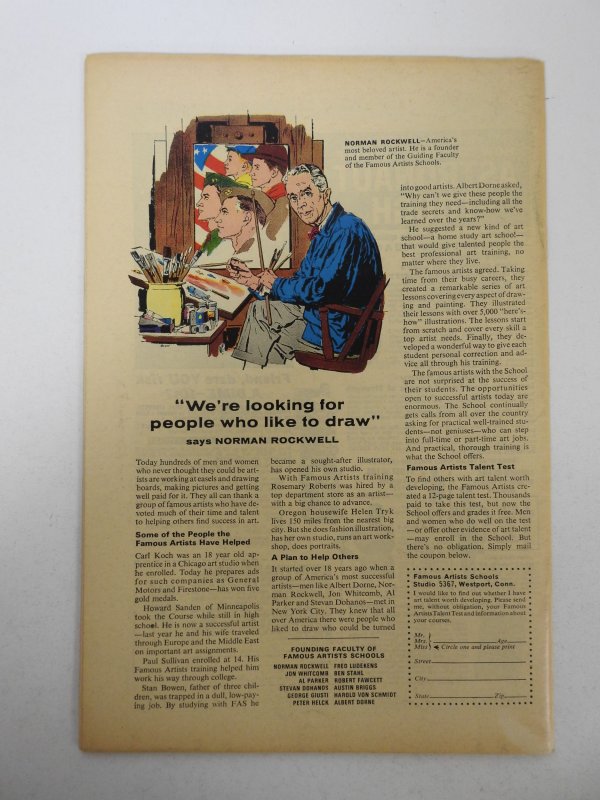 NORMAN ROCKWELL—America's
most beloved artist. He is a founder
and member of the Guiding Faculty
of the Famous Artists Schools.
"We're looking for
people who like to draw"
says NORMAN ROCKWELL
Today hundreds of men and women
who never thought they could be art-
ists are working at easels and drawing
boards, making pictures and getting
well paid for it. They all can thank a
group of famous artists who have de-
voted much of their time and talent
to helping others find success in art.
Some of the People the
Famous Artists Have Helped
Carl Koch was an 18 year old ap-
prentice in a Chicago art studio when
he enrolled. Today he prepares ads
for such companies as General
Motors and Firestone—has won five
gold medals.
Howard Sanden of Minneapolis
took the Course while still in high
school. He is now a successful artist
—last year he and his wife traveled
through Europe and the Middle East
on important art assignments.
Paul Sullivan enrolled at 14. His
Famous Artists training helped him
work his way through college.
Stan Bowen, father of three chil-
dren, was trapped in a dull, low-pay-
ing job. By studying with FAS he
became a sought-after illustrator,
has opened his own studio.
With Famous Artists training
Rosemary Roberts was hired by a
top department store as an artist—
with a big chance to advance.
Oregon housewife Helen Tryk
lives 150 miles from the nearest big
city. But she does fashion illustration,
has her own studio, runs an art work-
shop, does portraits.
A Plan to Help Others
It started over 18 years ago when a
group of America's most successful
artists—men like Albert Dorne, Nor-
man Rockwell, Jon Whitcomb, Al
Parker and Stevan Dohanos—met in
New York City. They knew that all
over America there were people who
liked to draw who could be turned
FOUNDING FACULTY OF
FAMOUS ARTISTS SCHOOLS
NORMAN ROCKWELL FRED LUDEKENS
JON WHITCOMB BEN STAHL
AL PARKER ROBERT FAWCETT
STEVAN DOHANOS AUSTIN BRIGGS
GEORGE GIUSTI HAROLD VON SCHMIDT
PETER HELCK ALBERT DORNE
into good artists. Albert Dorne asked,
"Why can't we give these people the
training they need—including all the
trade secrets and know-how we've
learned over the years?"
He suggested a new kind of art
school—a home study art school—
that would give talented people the
best professional art training, no
matter where they live.
The famous artists agreed. Taking
time from their busy careers, they
created a remarkable series of art
lessons covering every aspect of draw-
ing and painting. They illustrated
their lessons with over 5,000 "here's-
how" illustrations. The lessons start
from scratch and cover every skill a
top artist needs. Finally, they de-
veloped a wonderful way to give each
student personal correction and ad-
vice all through his training.
The famous artists with the School
are not surprised at the success of
their students. The opportunities
open to successful artists today are
enormous. The School continually
gets calls from all over the country
asking for practical well-trained stu-
dents—not geniuses—who can step
into full-time or part-time art jobs.
And practical, thorough training is
what the School offers.
Famous Artists Talent Test
To find others with art talent worth
developing, the Famous Artists cre-
ated a 12-page talent test. Thousands
paid to take this test, but now the
School offers and grades it free. Men
and women who do well on the test
—or offer other evidence of art talent
—may enroll in the School. But
there's no obligation. Simply mail
the coupon below.
Famous Artists Schools
Studio 5367, Westport, Conn.
I would like to find out whether I have
art talent worth developing. Please send
me, without obligation, your Famous
Artists Talent Test and information about
your courses.
Mr.
Mrs. Age
Miss Circle one and please print
Street
City
State Zip